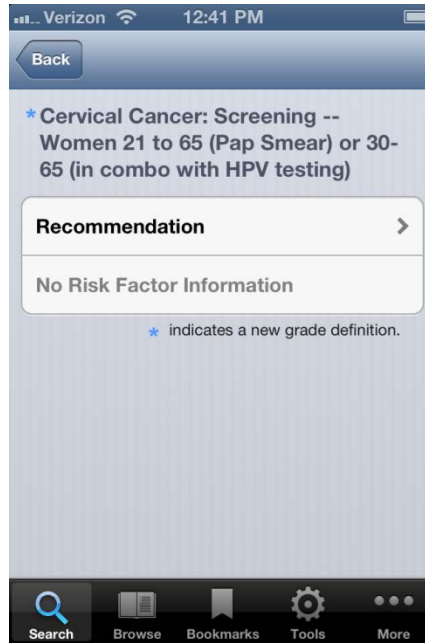 Verizon 12:41 PM
Back
* Cervical Cancer: Screening --
Women 21 to 65 (Pap Smear) or 30-
65 (in combo with HPV testing)
Recommendation
No Risk Factor Information
* indicates a new grade definition.
Search Browse Bookmarks Tools More